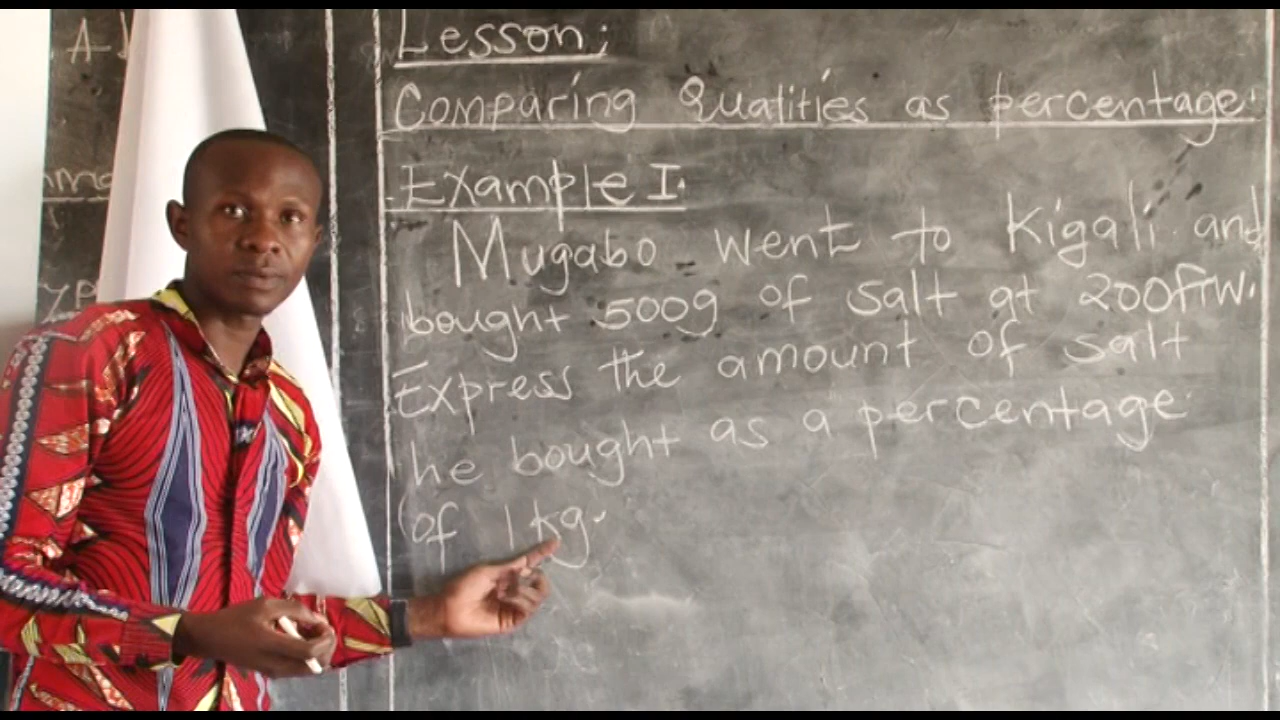 A-
Lesson;
Comparing Qualities as percentage.
Example I.
Mugabo went to Kigali and
bought 500g of salt at 200frw.
Express the amount of salt
he bought as a percentage
of 1kg.